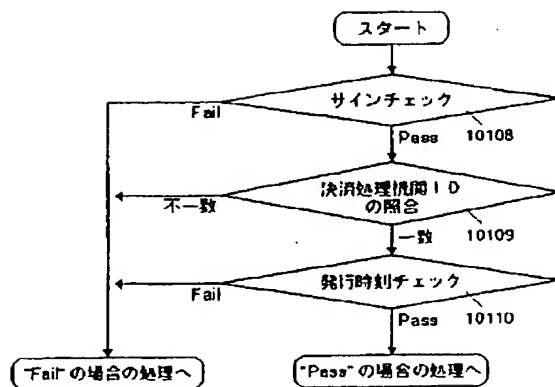 スタート
サインチェック
Fail
Pass
10108
決済処理機関ID
の照合
不一致
一致
10109
発行時刻チェック
Fail
Pass
10110
"Fail"の場合の処理へ
"Pass"の場合の処理へ